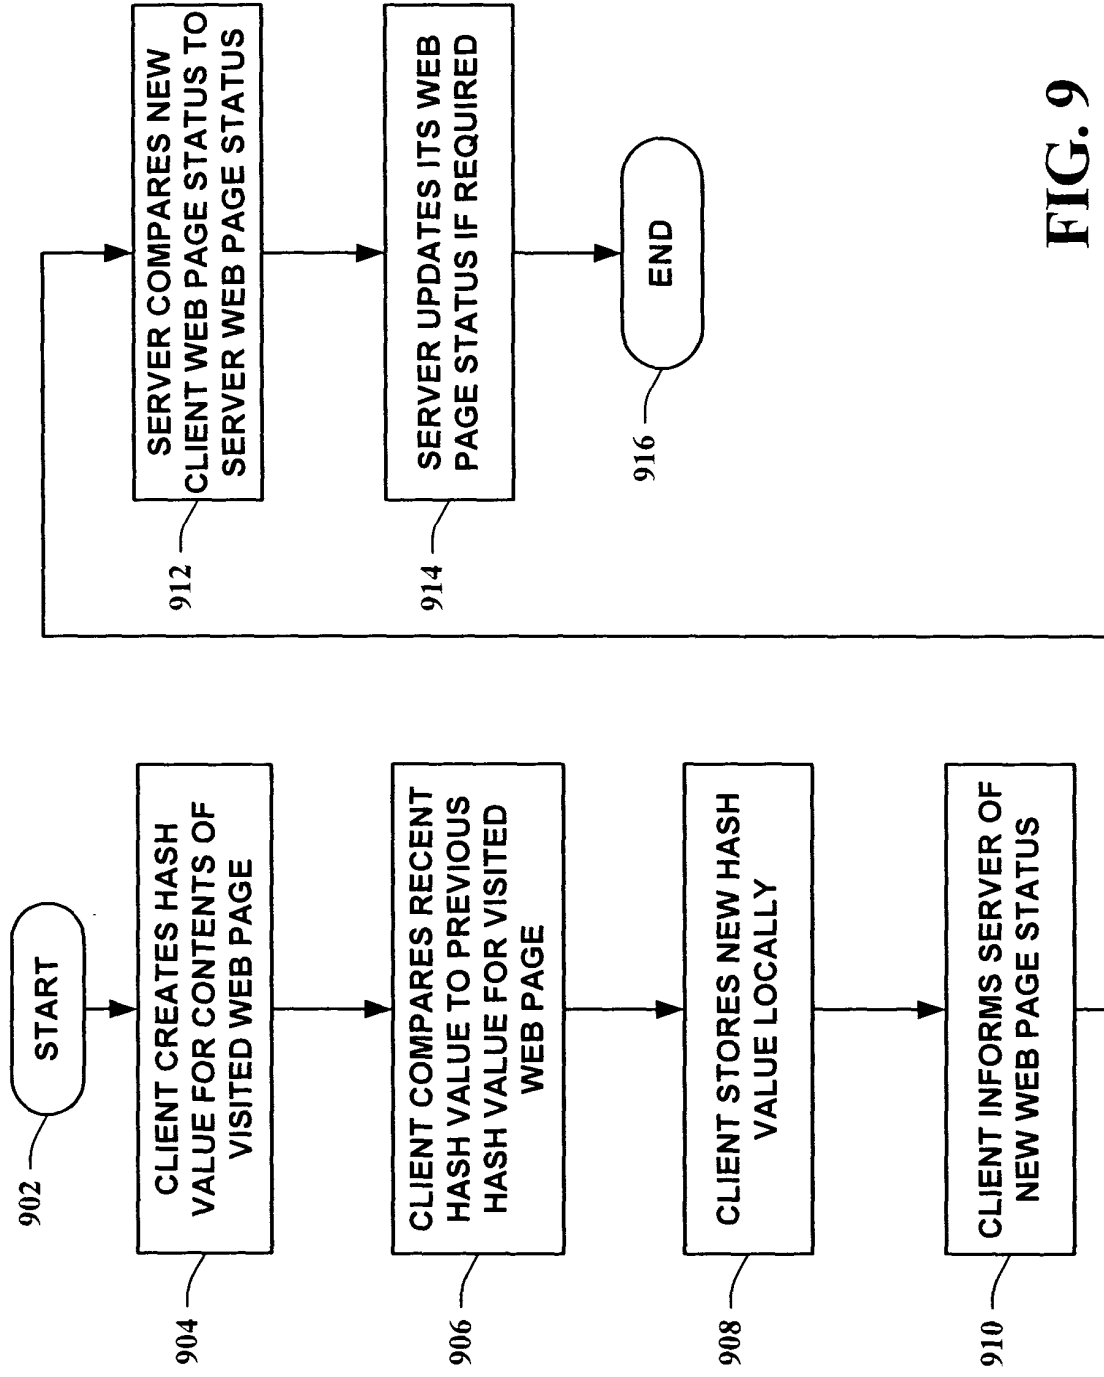 START
902
CLIENT CREATES HASH
VALUE FOR CONTENTS OF
VISITED WEB PAGE
904
CLIENT COMPARES RECENT
HASH VALUE TO PREVIOUS
HASH VALUE FOR VISITED
WEB PAGE
906
CLIENT STORES NEW HASH
VALUE LOCALLY
908
CLIENT INFORMS SERVER OF
NEW WEB PAGE STATUS
910
SERVER COMPARES NEW
CLIENT WEB PAGE STATUS TO
SERVER WEB PAGE STATUS
912
SERVER UPDATES ITS WEB
PAGE STATUS IF REQUIRED
914
END
916
FIG. 9